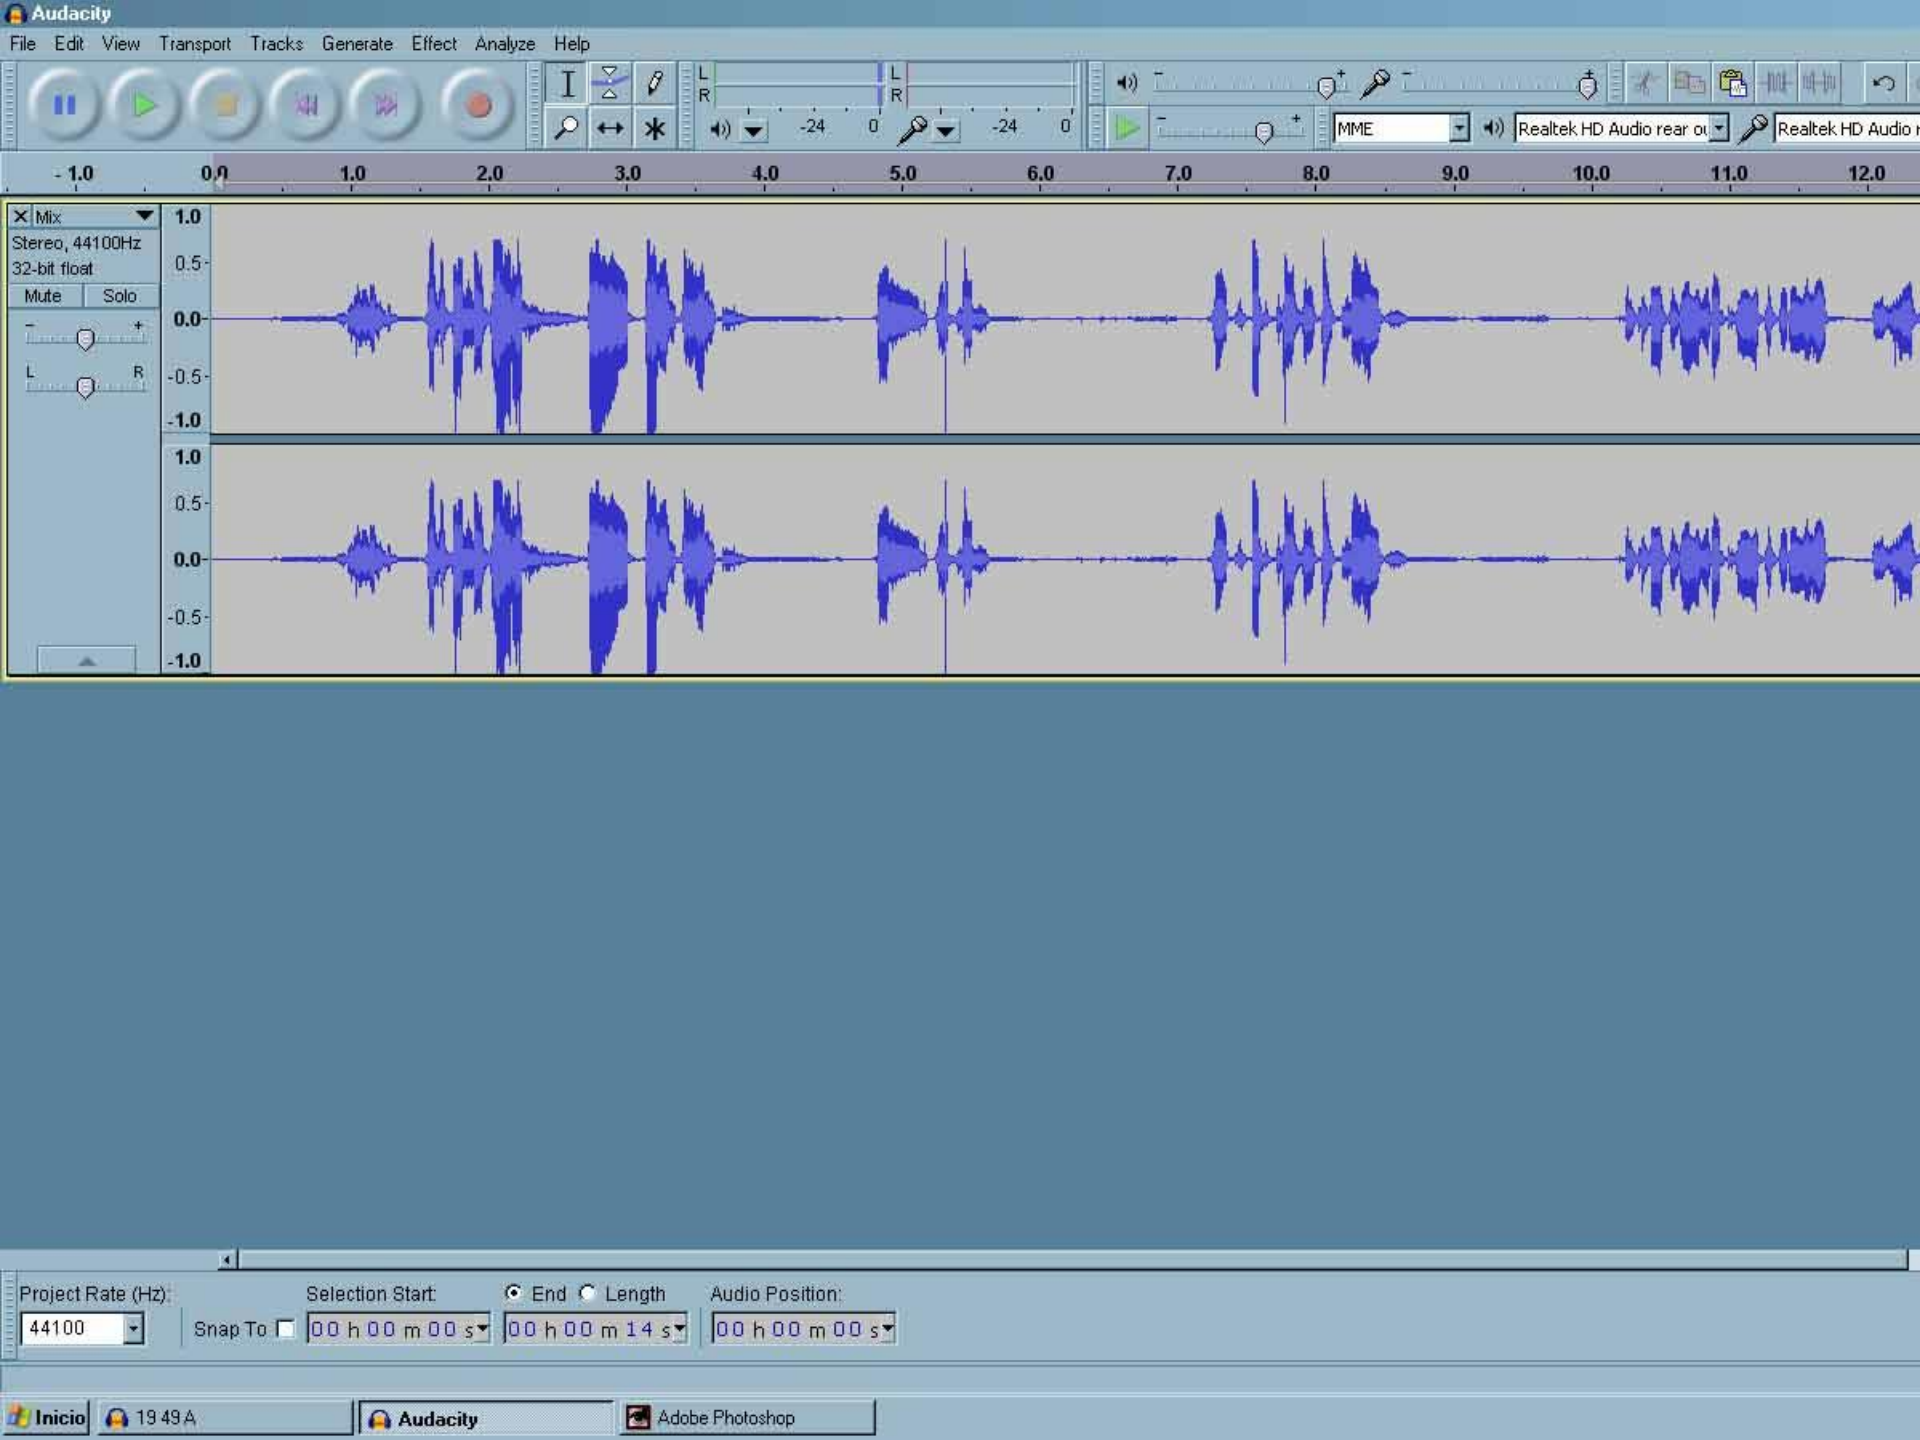 Audacity
File Edit View Transport Tracks Generate Effect Analyze Help
L R -24 0 L R -24 0 - + - +
- + MME Realtek HD Audio rear Realtek HD Audio
- 1.0 0.0 1.0 2.0 3.0 4.0 5.0 6.0 7.0 8.0 9.0 10.0 11.0 12.0
Mix
Stereo, 44100Hz
32-bit float
Mute Solo
- +
L R
1.0
0.5
0.0
-0.5
-1.0
1.0
0.5
0.0
-0.5
-1.0
Project Rate (Hz): Selection Start: End Length Audio Position:
44100 Snap To 00 h 00 m 00 s 00 h 00 m 14 s 00 h 00 m 00 s
Inicio 19 49 A Audacity Adobe Photoshop